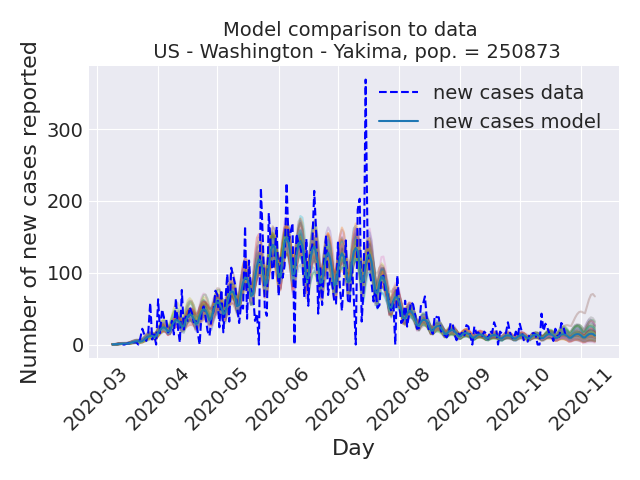 Model comparison to data
US - Washington - Yakima, pop. = 250873
new cases data
new cases model
Number of new cases reported
300
200
100
0
2020-03
2020-04
2020-05
2020-06
2020-07
2020-08
2020-09
2020-10
2020-11
Day